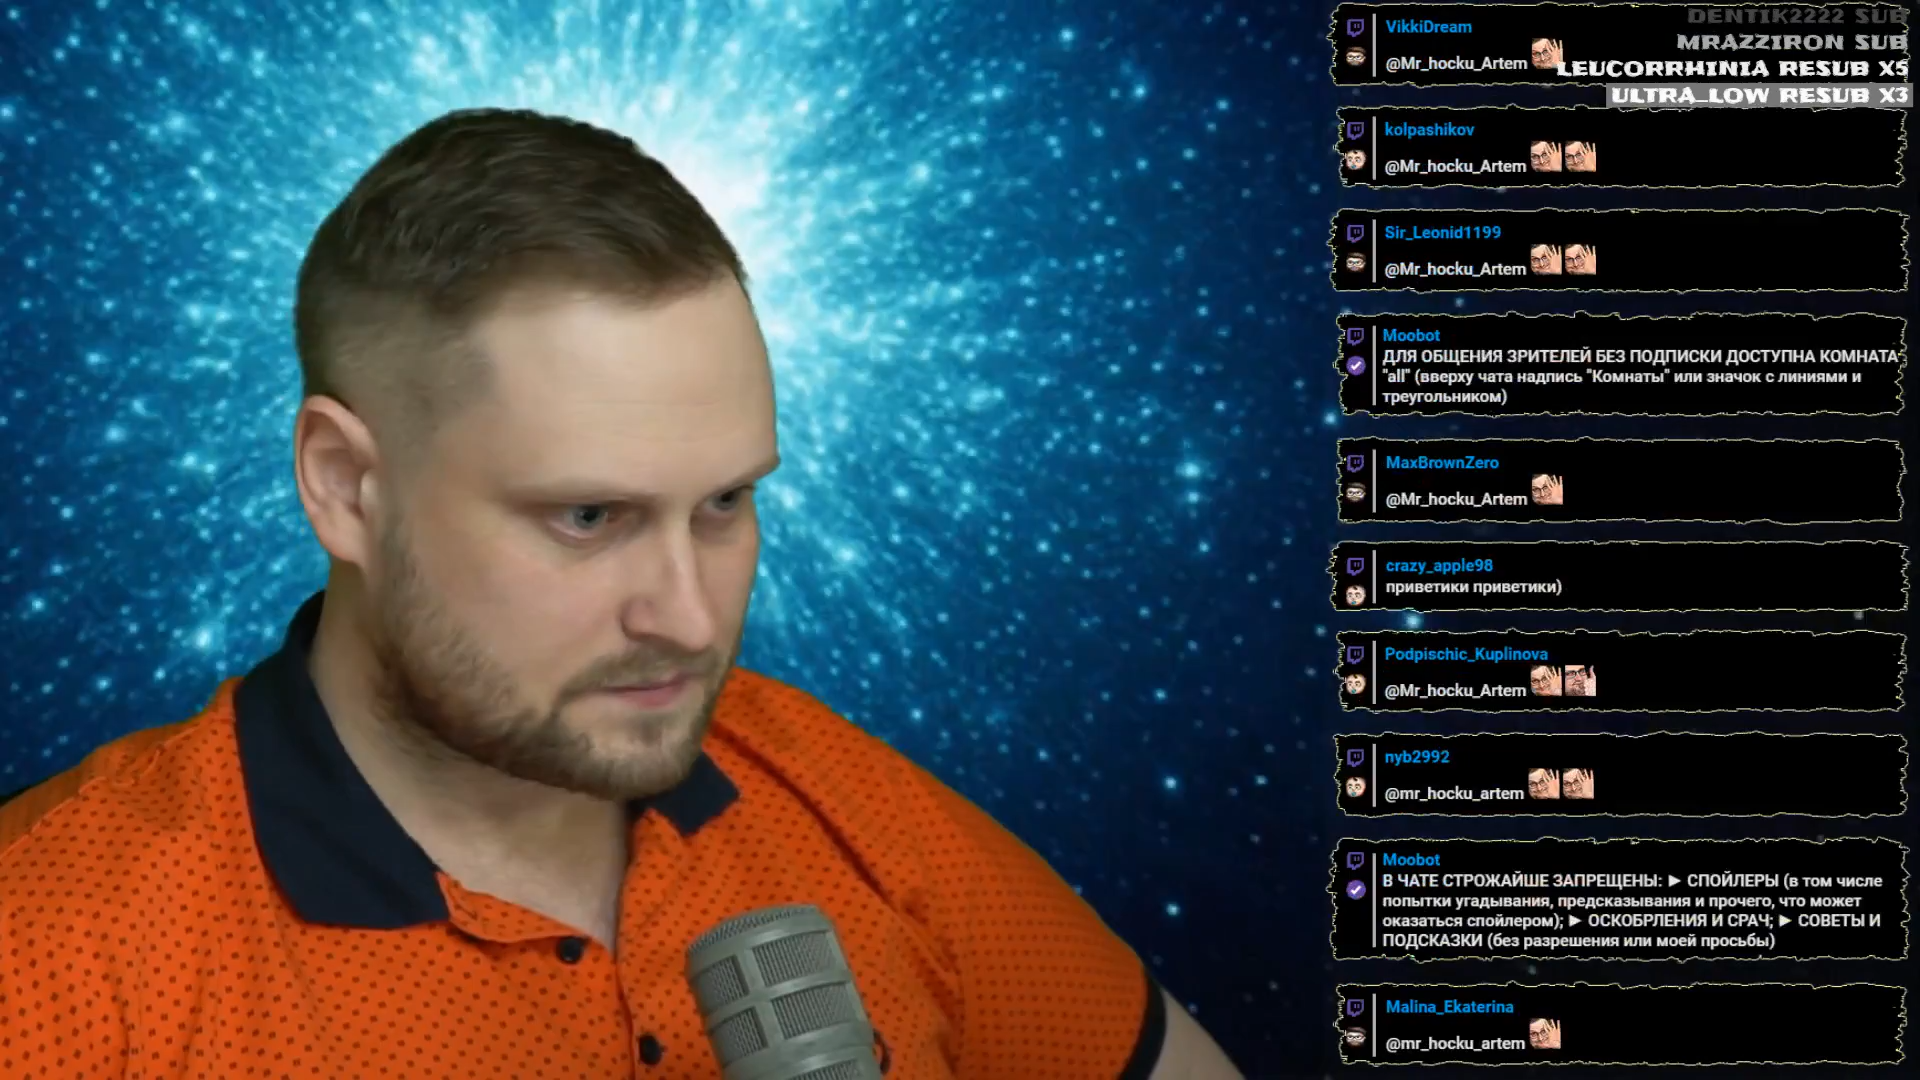 DENTIK2222 SUB
MRAZZIRON SUB
LEUCORRHINIA RESUB X5
ULTRA_LOW RESUB X3
VikkiDream
@Mr_hocku_Artem
kolpashikov
@Mr_hocku_Artem
Sir_Leonid1199
@Mr_hocku_Artem
Moobot
ДЛЯ ОБЩЕНИЯ ЗРИТЕЛЕЙ БЕЗ ПОДПИСКИ ДОСТУПНА КОМНАТА
"all" (вверху чата надпись "Комнаты" или значок с линиями и
треугольником)
MaxBrownZero
@Mr_hocku_Artem
crazy_apple98
приветики приветики)
Podpischic_Kuplinova
@Mr_hocku_Artem
nyb2992
@mr_hocku_artem
Moobot
В ЧАТЕ СТРОЖАЙШЕ ЗАПРЕЩЕНЫ: ► СПОЙЛЕРЫ (в том числе
попытки угадывания, предсказывания и прочего, что может
оказаться спойлером); ► ОСКОБРЛЕНИЯ И СРАЧ; ► СОВЕТЫ И
ПОДСКАЗКИ (без разрешения или моей просьбы)
Malina_Ekaterina
@mr_hocku_artem